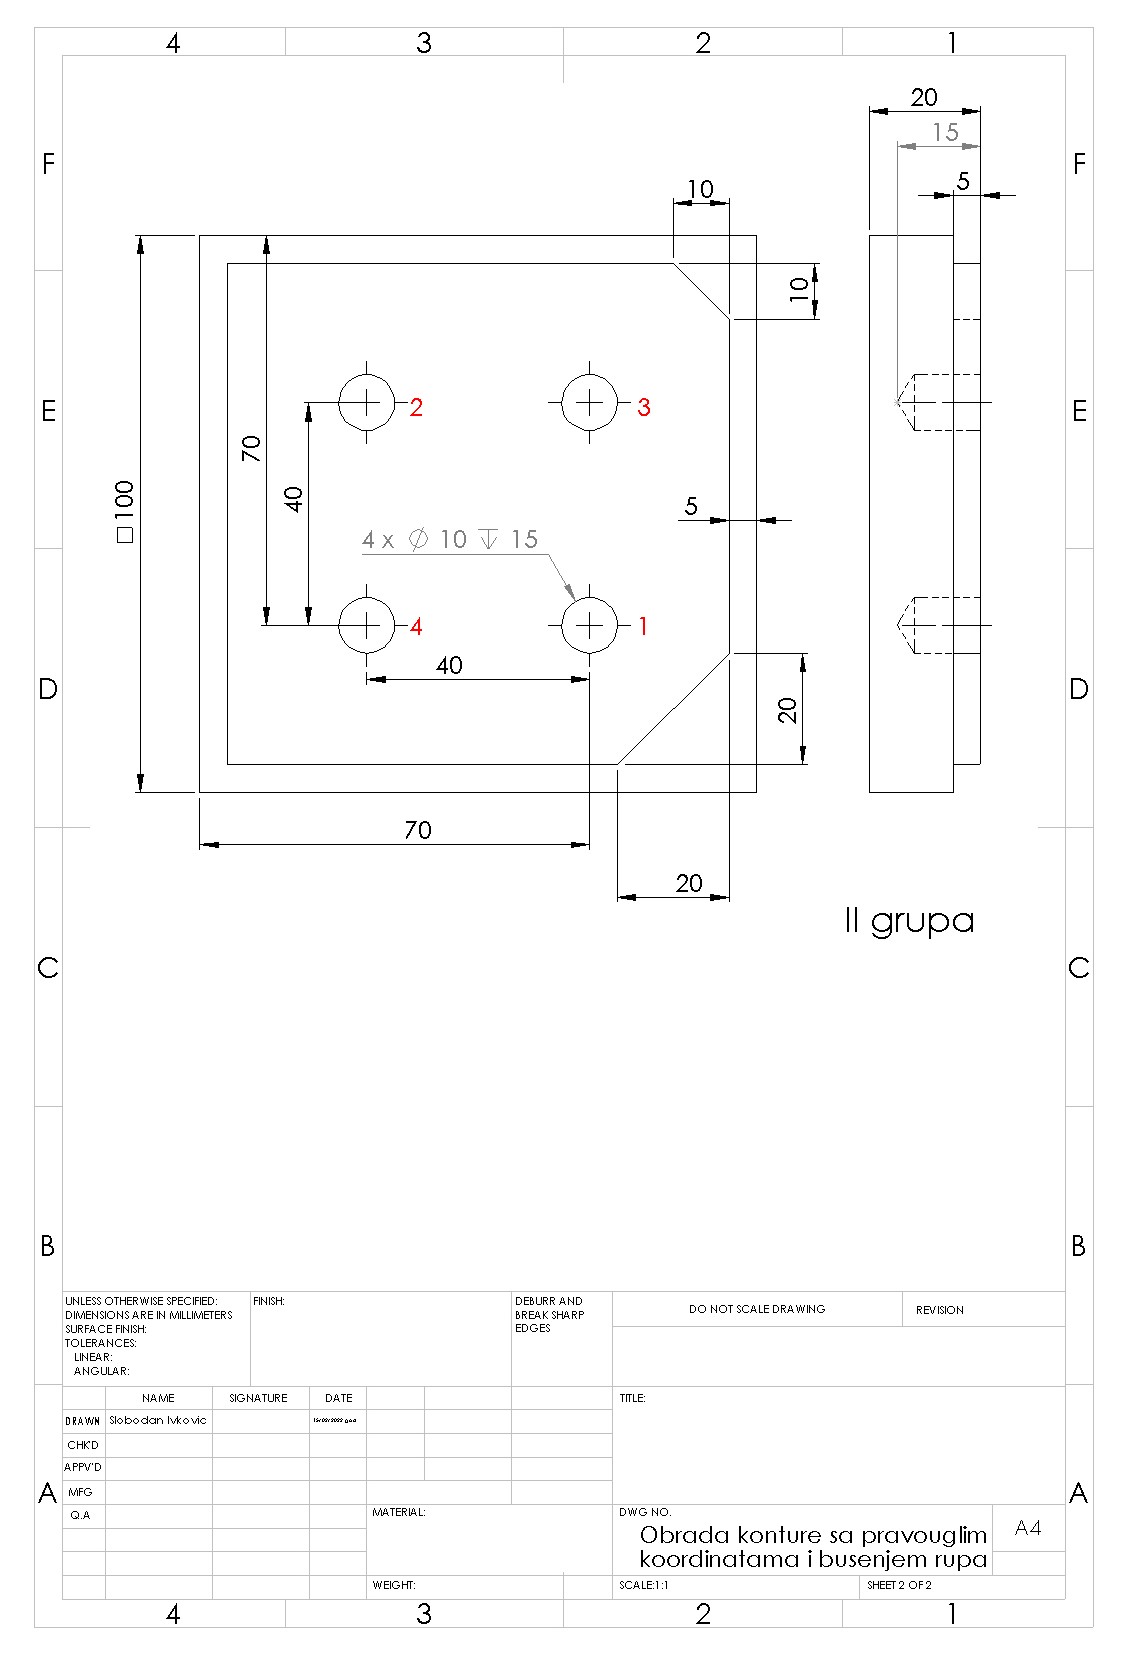 4 3 2 1
F F
20
15
5
10
10
E E
2 3
70
40
□100
5
4 x ⌀ 10 ↧ 15
4 1
40
D D
20
70
20
II grupa
C C
B B
UNLESS OTHERWISE SPECIFIED:
DIMENSIONS ARE IN MILLIMETERS
SURFACE FINISH:
TOLERANCES:
LINEAR:
ANGULAR:
FINISH:
DEBURR AND
BREAK SHARP
EDGES
DO NOT SCALE DRAWING
REVISION
NAME SIGNATURE DATE
TITLE:
DRAWN Slobodan Ivkovic
CHK'D
APPV'D
MFG
Q.A
A A
MATERIAL:
DWG NO.
Obrada konture sa pravouglim
koordinatama i busenjem rupa
A4
WEIGHT:
SCALE:1:1
SHEET 2 OF 2
4 3 2 1